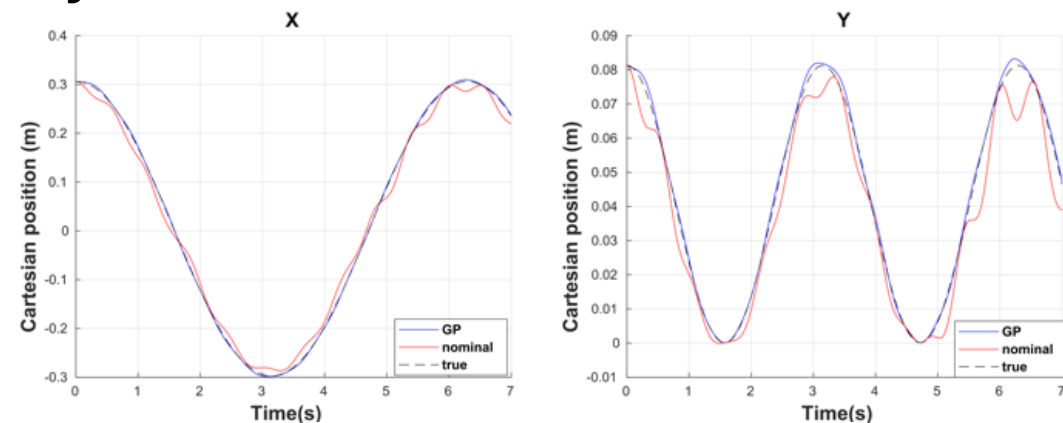 X
0.4
0.3
0.2
0.1
0
-0.1
-0.2
-0.3
0 1 2 3 4 5 6 7
Cartesian position (m)
Time(s)
GP
nominal
true
Y
0.09
0.08
0.07
0.06
0.05
0.04
0.03
0.02
0.01
0
-0.01
0 1 2 3 4 5 6 7
Cartesian position (m)
Time(s)
GP
nominal
true